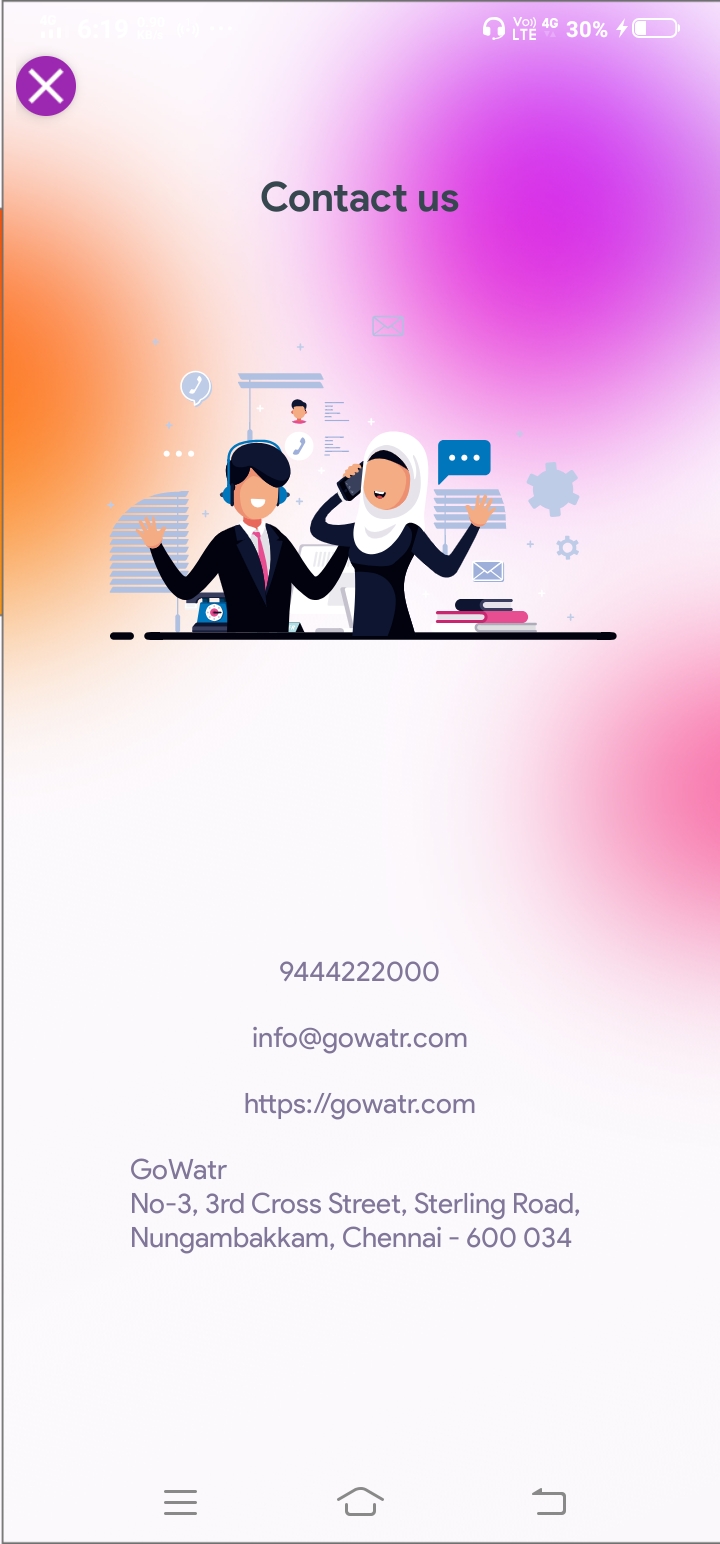 6:19
Vo))
LTE
4G
30%
Contact us
9444222000
info@gowatr.com
https://gowatr.com
GoWatr
No-3, 3rd Cross Street, Sterling Road,
Nungambakkam, Chennai - 600 034